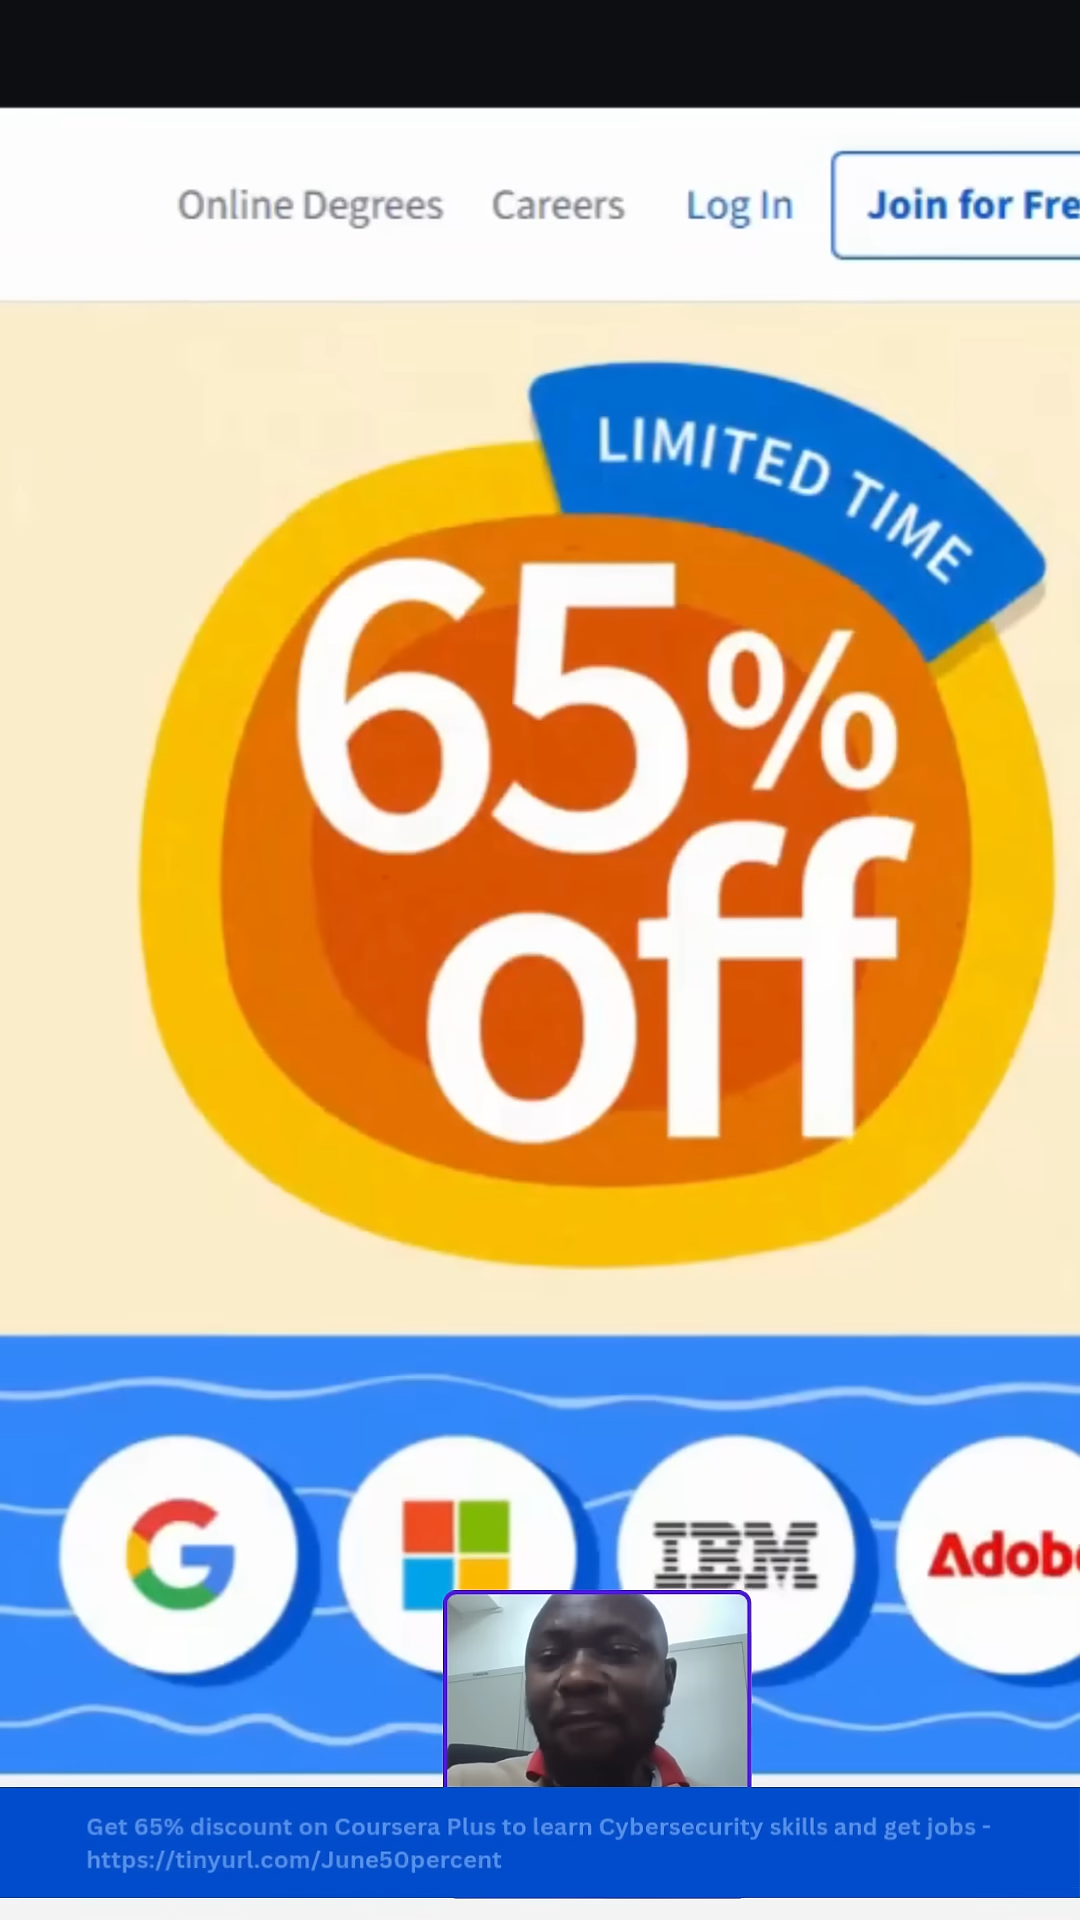 Online Degrees Careers Log In Join for Fre
LIMITED TIME
65%
off
IBM
Adob
Get 65% discount on Coursera Plus to learn Cybersecurity skills and get jobs -
https://tinyurl.com/June50percent